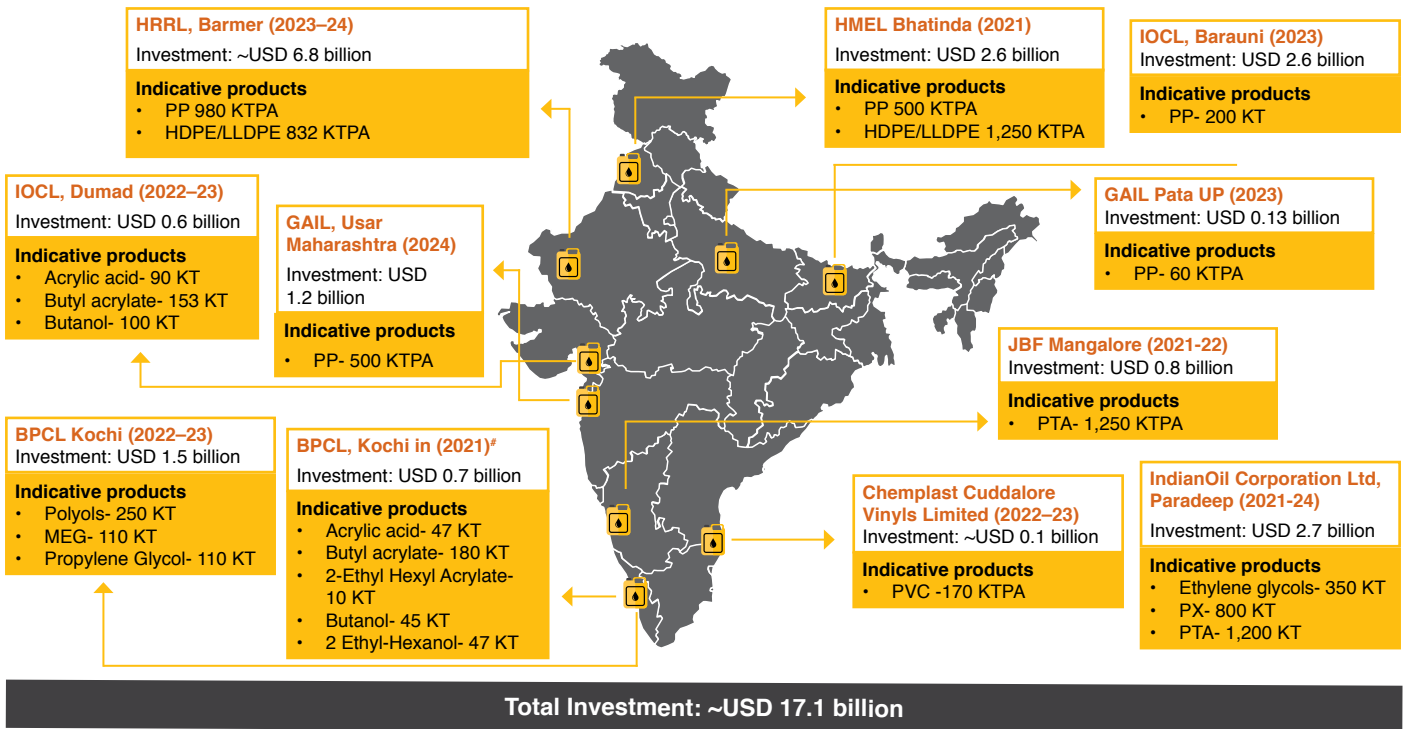 HRRL, Barmer (2023–24)
Investment: ~USD 6.8 billion
Indicative products
• PP 980 KTPA
• HDPE/LLDPE 832 KTPA
HMEL Bhatinda (2021)
Investment: USD 2.6 billion
Indicative products
• PP 500 KTPA
• HDPE/LLDPE 1,250 KTPA
IOCL, Barauni (2023)
Investment: USD 2.6 billion
Indicative products
• PP- 200 KT
IOCL, Dumad (2022–23)
Investment: USD 0.6 billion
Indicative products
• Acrylic acid- 90 KT
• Butyl acrylate- 153 KT
• Butanol- 100 KT
GAIL, Usar
Maharashtra (2024)
Investment: USD
1.2 billion
Indicative products
• PP- 500 KTPA
GAIL Pata UP (2023)
Investment: USD 0.13 billion
Indicative products
• PP- 60 KTPA
JBF Mangalore (2021-22)
Investment: USD 0.8 billion
Indicative products
• PTA- 1,250 KTPA
BPCL Kochi (2022–23)
Investment: USD 1.5 billion
Indicative products
• Polyols- 250 KT
• MEG- 110 KT
• Propylene Glycol- 110 KT
BPCL, Kochi in (2021)#
Investment: USD 0.7 billion
Indicative products
• Acrylic acid- 47 KT
• Butyl acrylate- 180 KT
• 2-Ethyl Hexyl Acrylate-
10 KT
• Butanol- 45 KT
• 2 Ethyl-Hexanol- 47 KT
Chemplast Cuddalore
Vinyls Limited (2022–23)
Investment: ~USD 0.1 billion
Indicative products
• PVC -170 KTPA
IndianOil Corporation Ltd,
Paradeep (2021-24)
Investment: USD 2.7 billion
Indicative products
• Ethylene glycols- 350 KT
• PX- 800 KT
• PTA- 1,200 KT
Total Investment: ~USD 17.1 billion